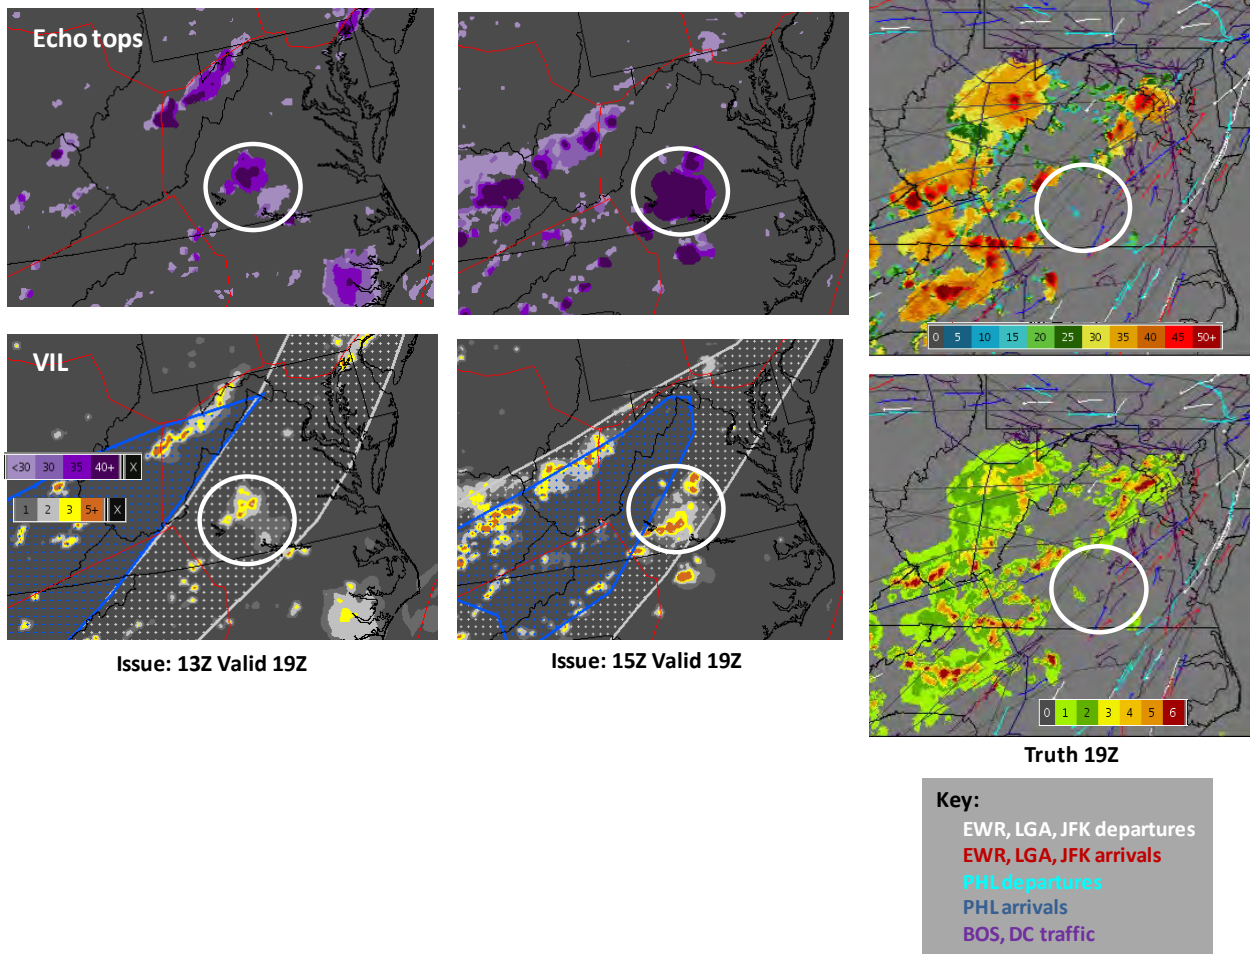 Echo tops
0 5 10 15 20 25 30 35 40 45 50+
VIL
<30 30 35 40+ X
1 2 3 5+ X
0 1 2 3 4 5 6
Issue: 13Z Valid 19Z
Issue: 15Z Valid 19Z
Truth 19Z
Key:
EWR, LGA, JFK departures
EWR, LGA, JFK arrivals
PHL departures
PHL arrivals
BOS, DC traffic